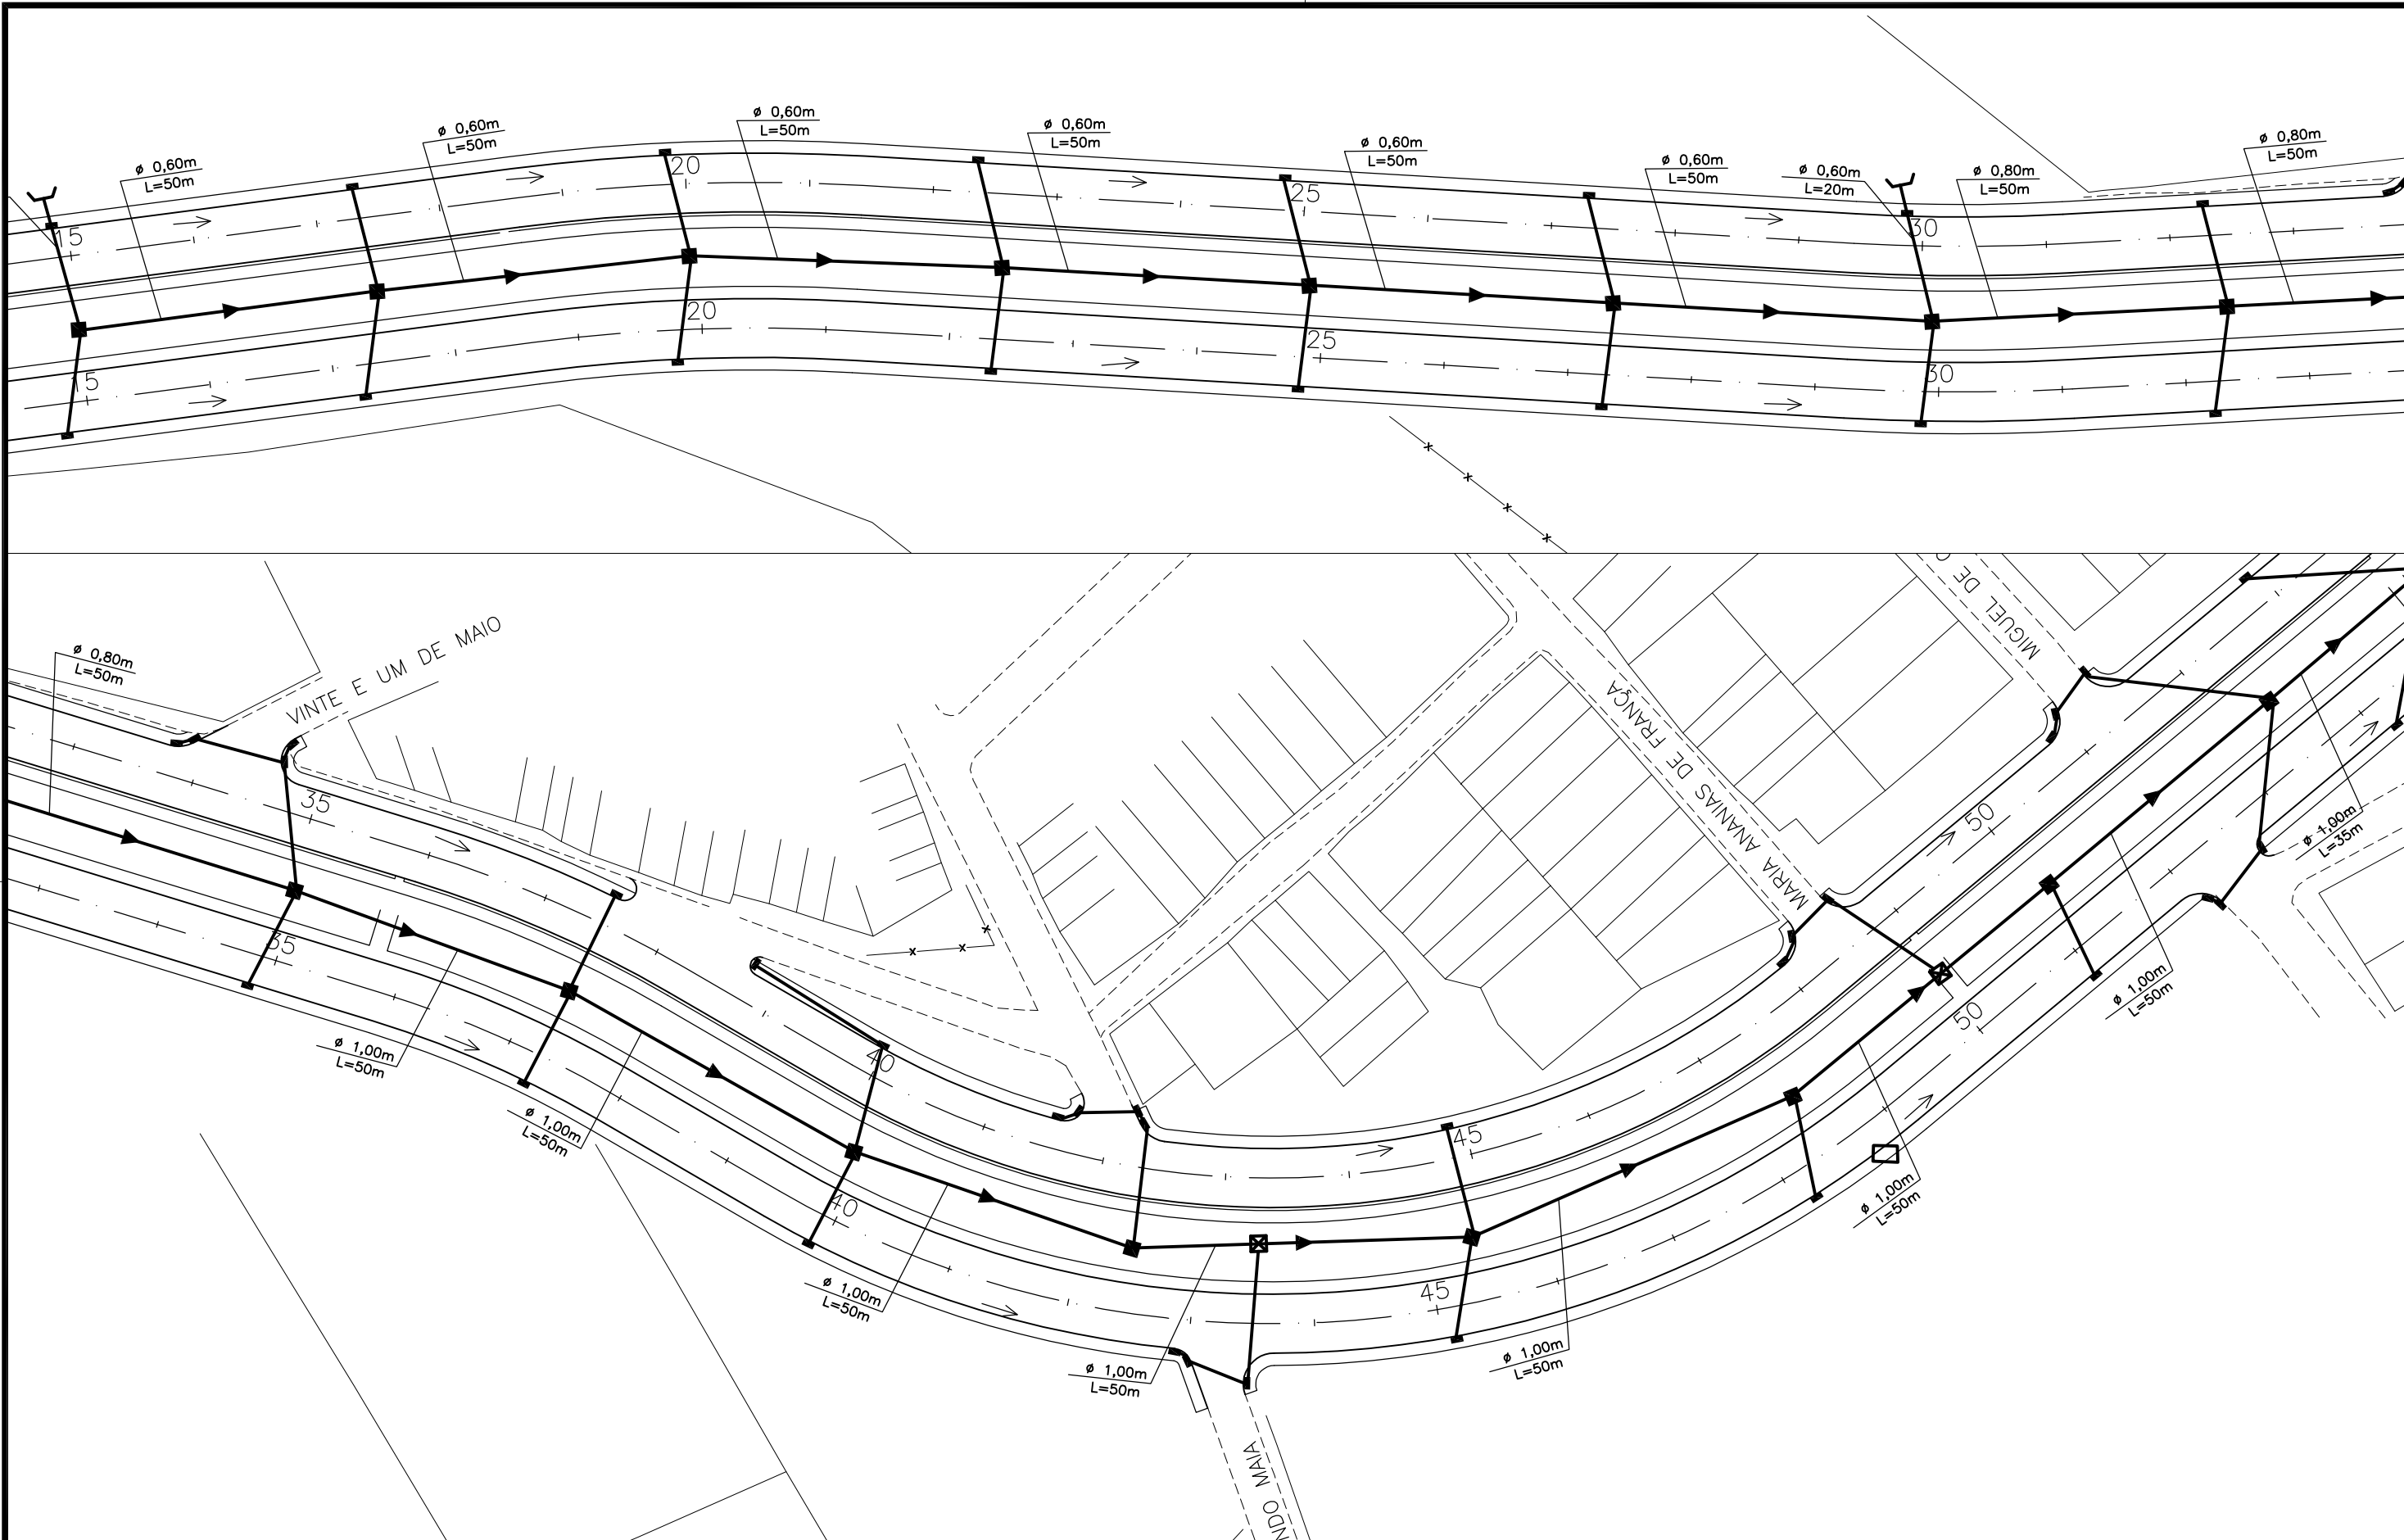 ø 0,60m
L=50m
ø 0,60m
L=50m
ø 0,60m
L=50m
ø 0,60m
L=50m
ø 0,60m
L=50m
ø 0,60m
L=50m
ø 0,60m
L=20m
ø 0,80m
L=50m
ø 0,80m
L=50m
15
20
25
30
15
20
25
30
ø 0,80m
L=50m
VINTE E UM DE MAIO
MARIA ANANIAS DE FRANÇA
MIGUEL DE
35
40
45
50
35
40
45
50
ø 1,00m
L=50m
ø 1,00m
L=50m
ø 1,00m
L=50m
ø 1,00m
L=50m
ø 1,00m
L=50m
ø 1,00m
L=50m
ø 1,00m
L=50m
ø 1,00m
L=35m
NDO MAIA